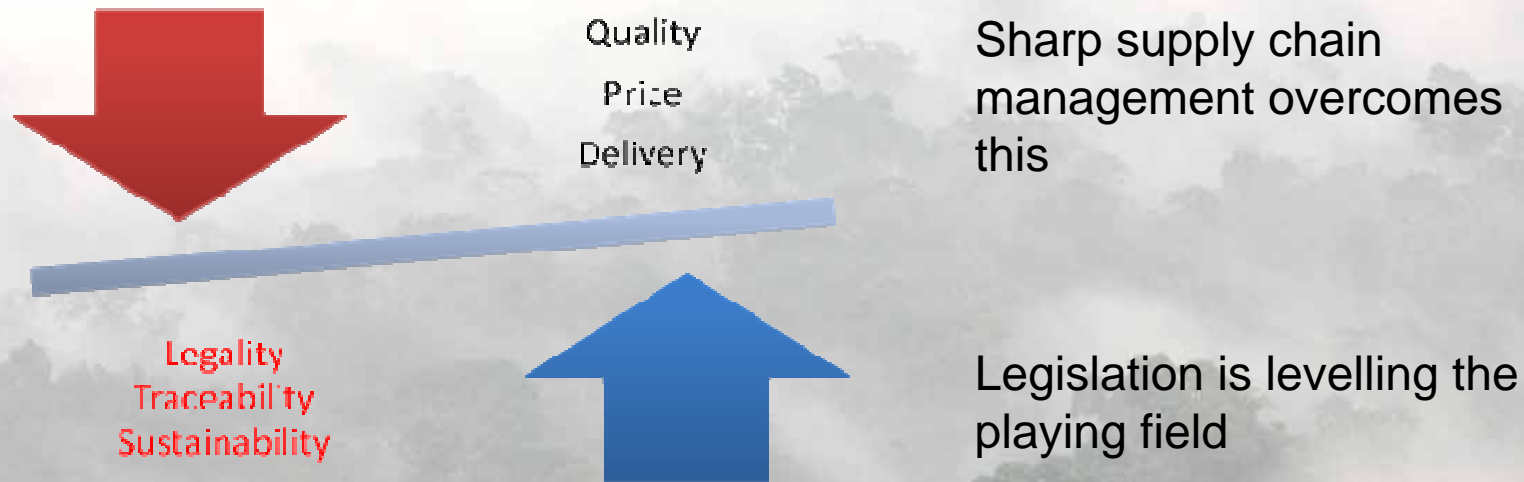 Quality
Price
Delivery
Sharp supply chain
management overcomes
this
Legality
Traceability
Sustainability
Legislation is levelling the
playing field